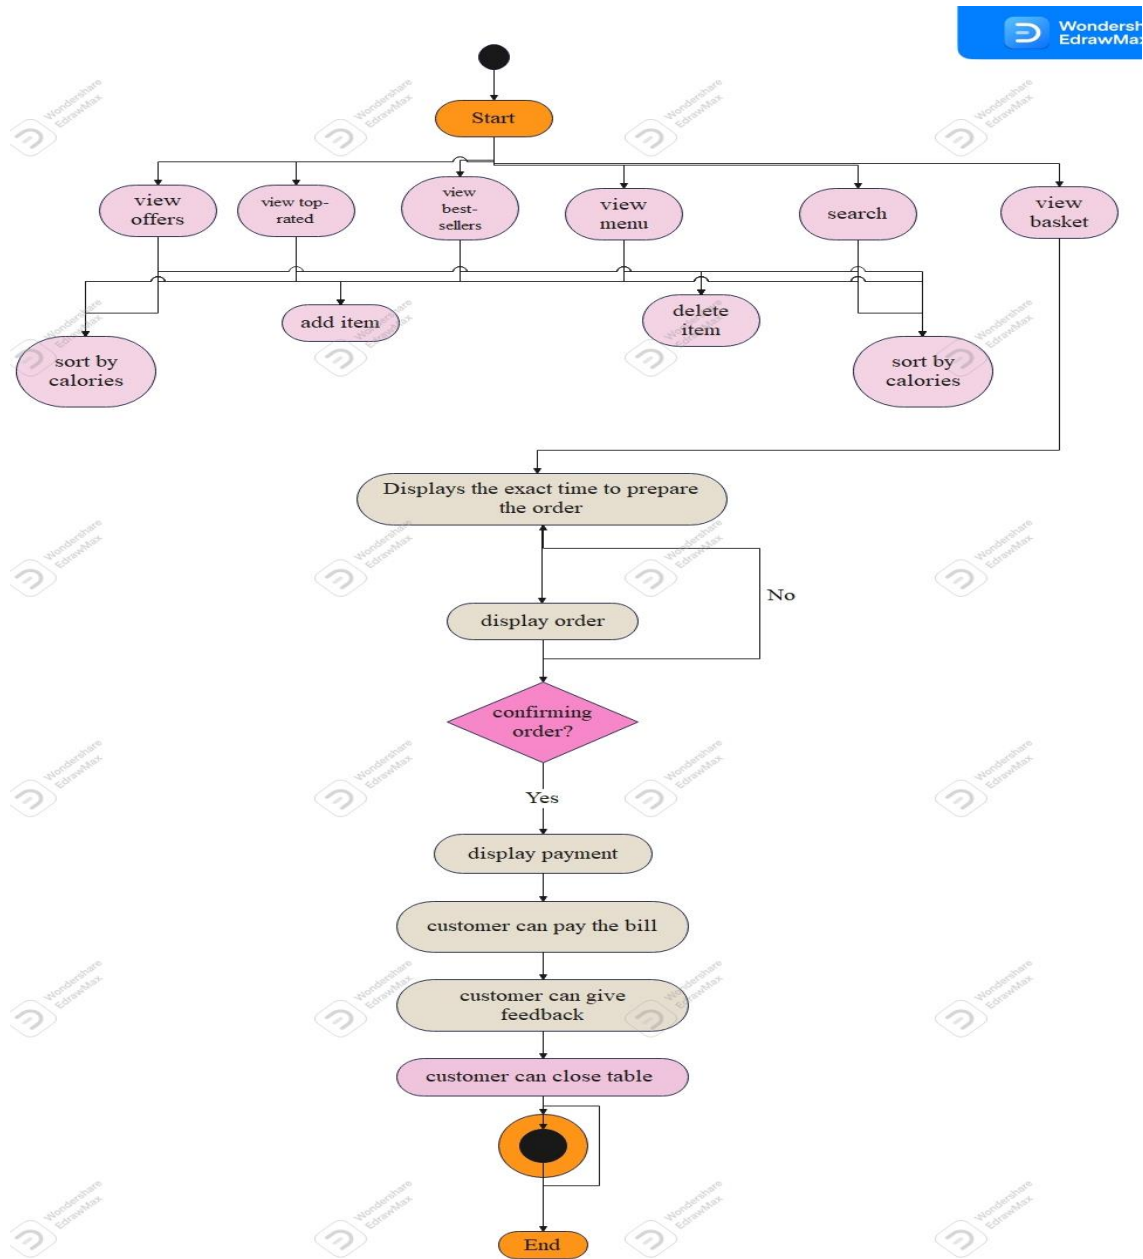 Wondershare
EdrawMax
Start
view
offers
view top-
rated
view
best-
sellers
view
menu
search
view
basket
add item
delete
item
sort by
calories
sort by
calories
Displays the exact time to prepare
the order
No
display order
confirming
order?
Yes
display payment
customer can pay the bill
customer can give
feedback
customer can close table
End